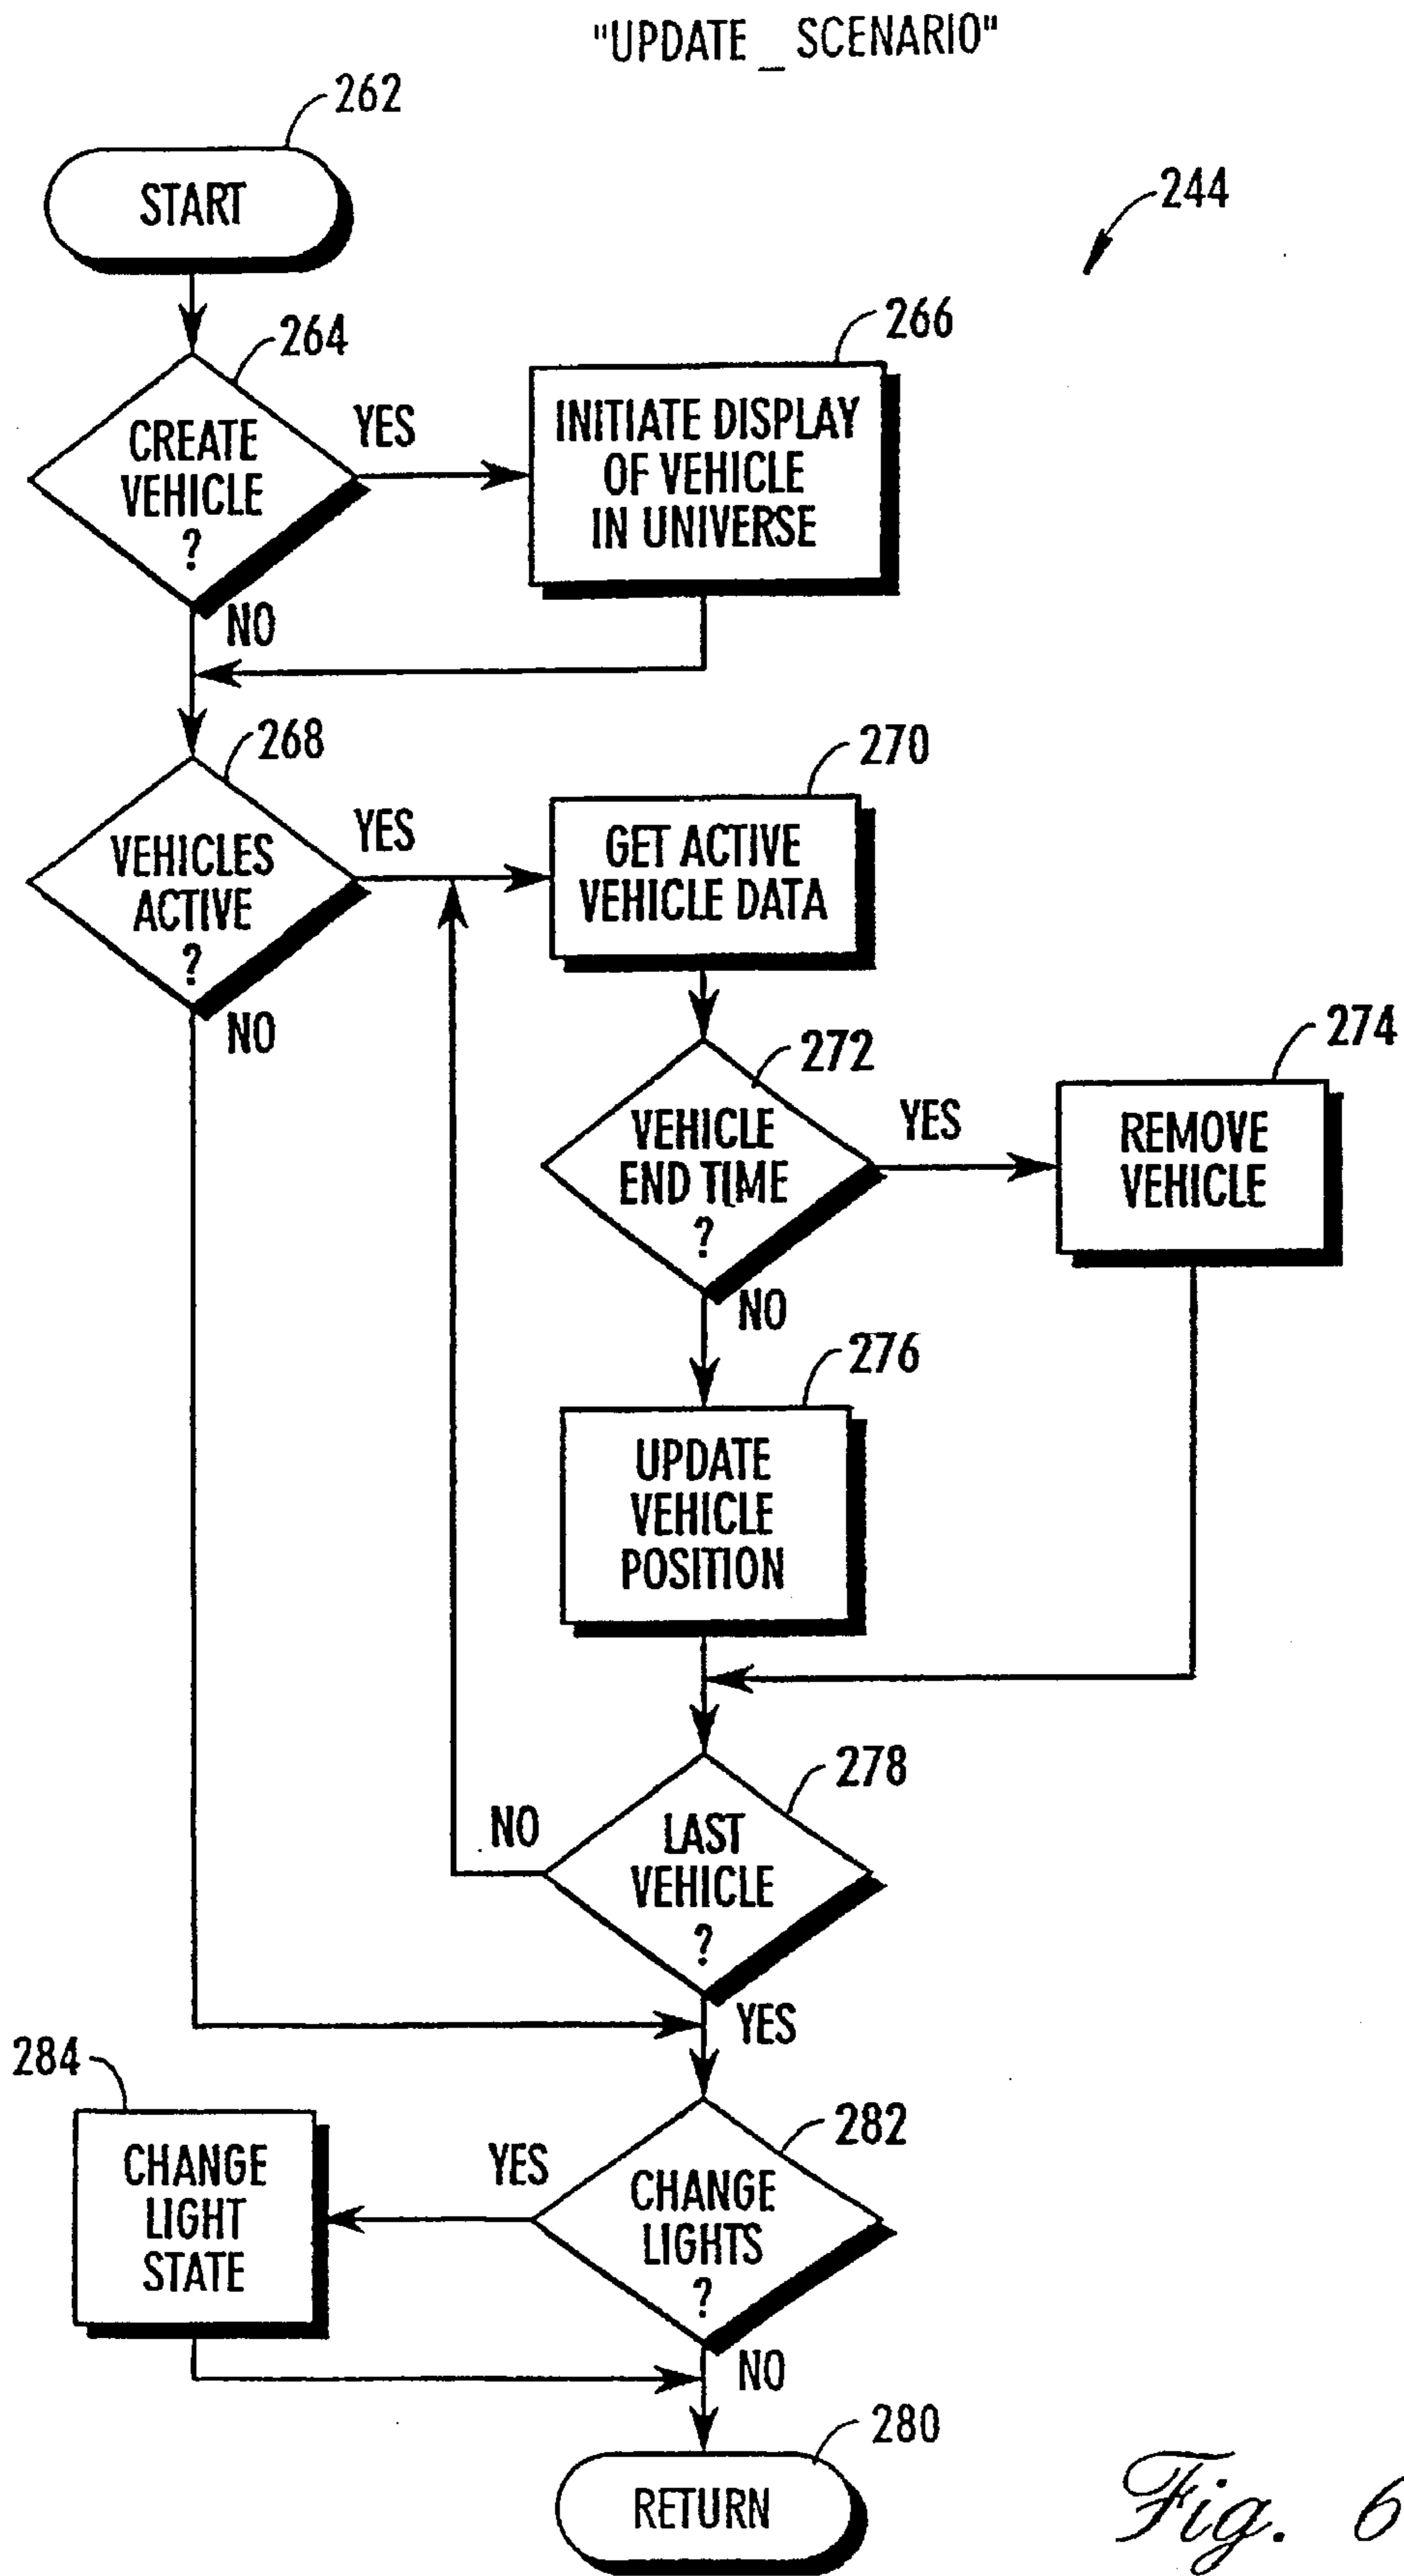 "UPDATE _ SCENARIO"
262
START
244
264
CREATE
VEHICLE
?
YES
266
INITIATE DISPLAY
OF VEHICLE
IN UNIVERSE
NO
268
VEHICLES
ACTIVE
?
YES
270
GET ACTIVE
VEHICLE DATA
NO
272
VEHICLE
END TIME
?
YES
274
REMOVE
VEHICLE
NO
276
UPDATE
VEHICLE
POSITION
278
LAST
VEHICLE
?
NO
YES
284
CHANGE
LIGHT
STATE
282
CHANGE
LIGHTS
?
YES
NO
280
RETURN
Fig. 6